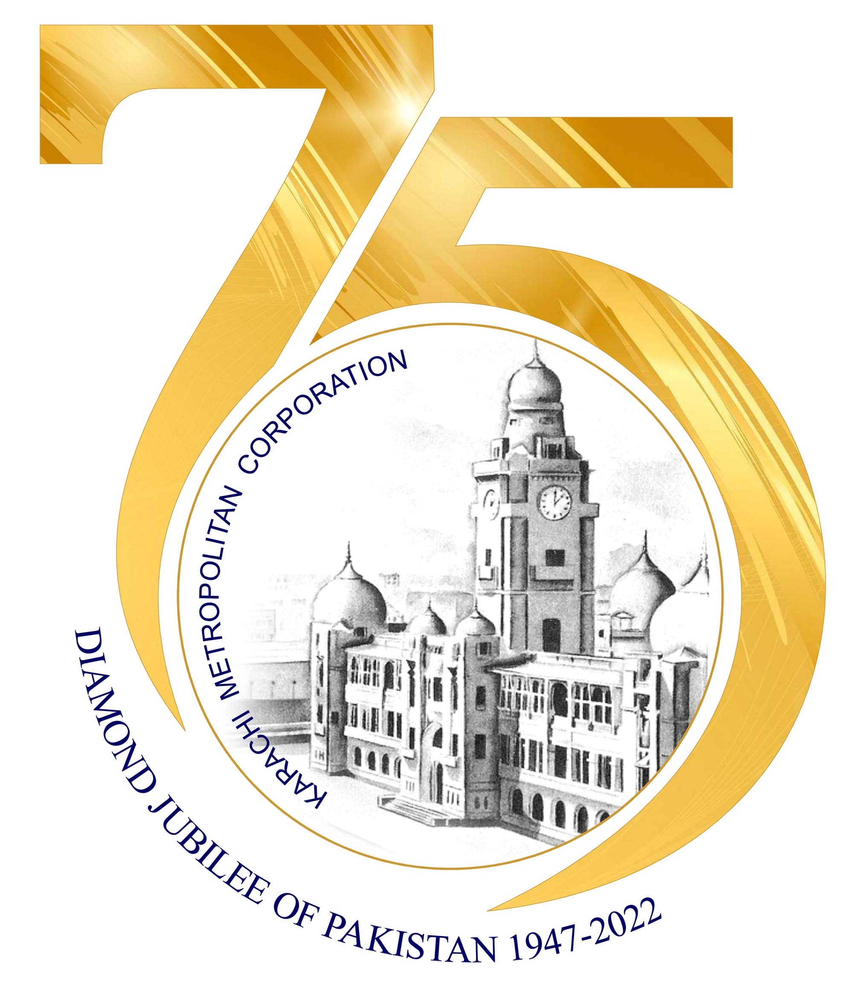 75
KARACHI METROPOLITAN CORPORATION
DIAMOND JUBILEE OF PAKISTAN 1947-2022